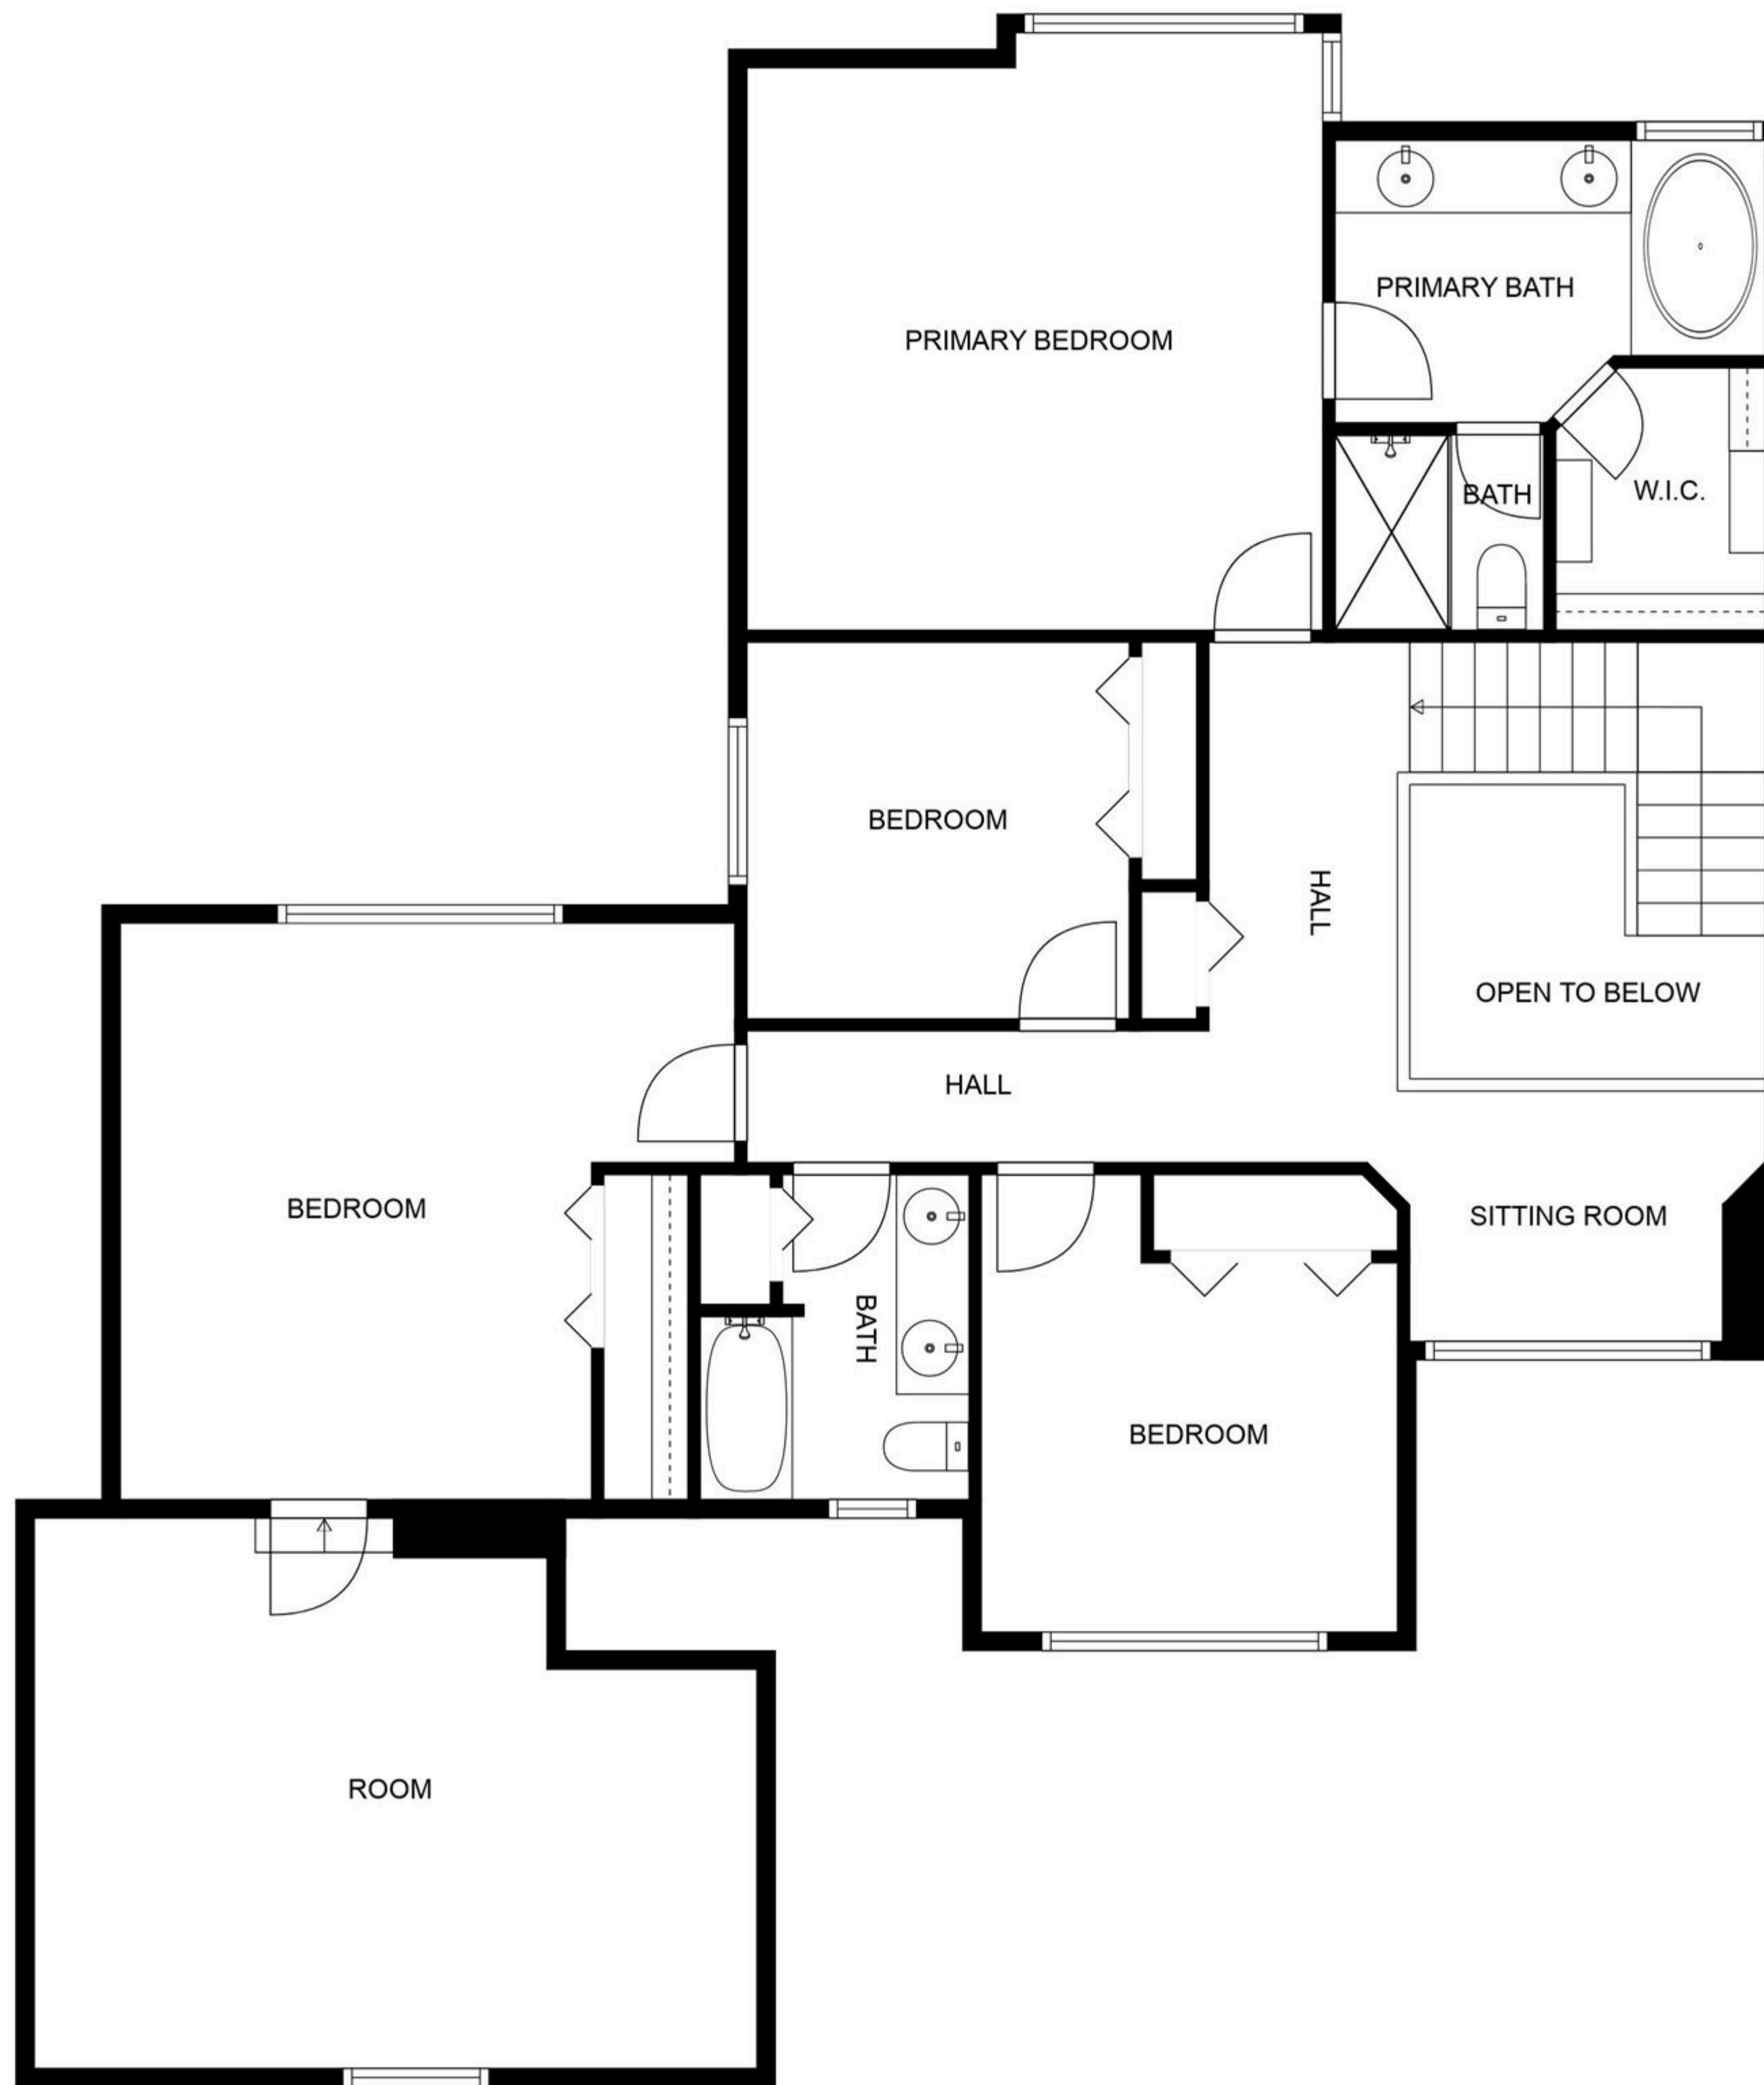 PRIMARY BATH
PRIMARY BEDROOM
BATH
W.I.C.
BEDROOM
HALL
OPEN TO BELOW
HALL
BEDROOM
SITTING ROOM
BATH
BEDROOM
ROOM